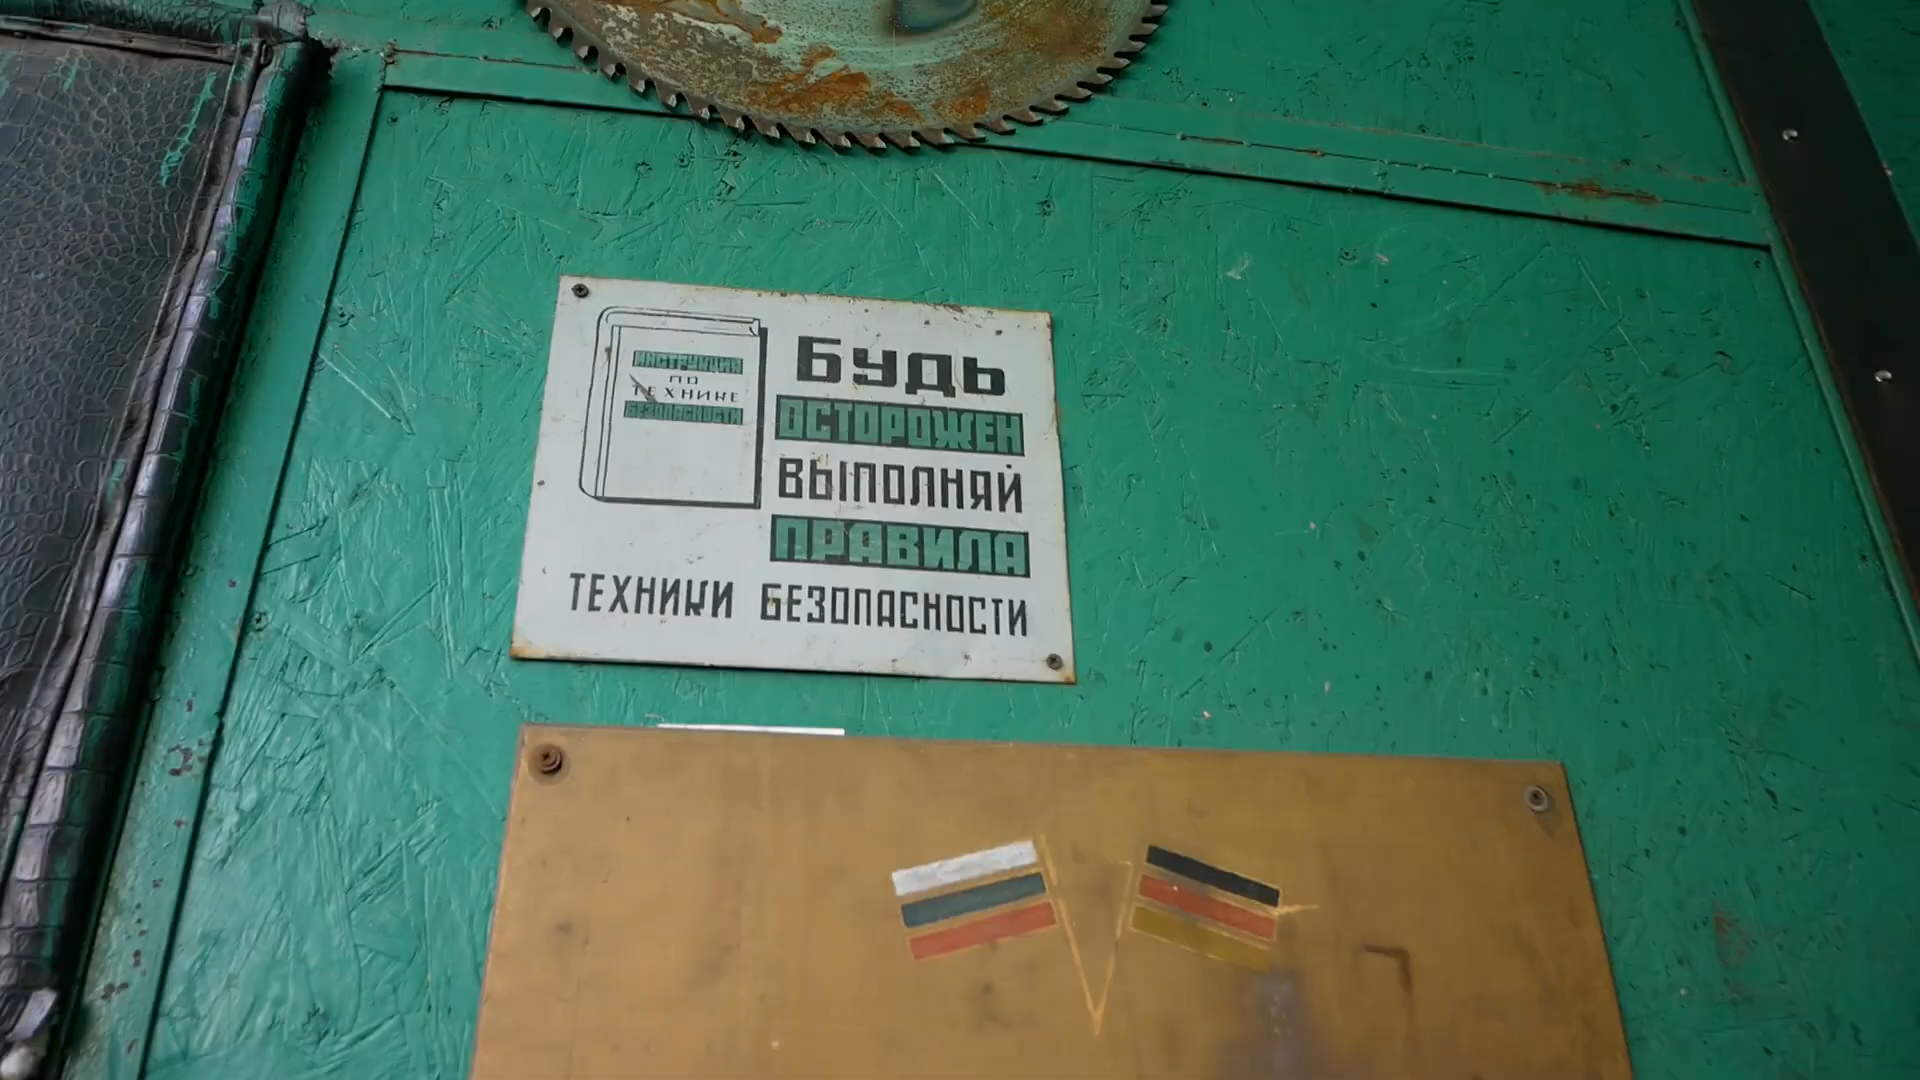 ИНСТРУКЦИЯ
ПО
ТЕХНИКЕ
БЕЗОПАСНОСТИ
БУДЬ
ОСТОРОЖЕН
ВЫПОЛНЯЙ
ПРАВИЛА
ТЕХНИКИ БЕЗОПАСНОСТИ